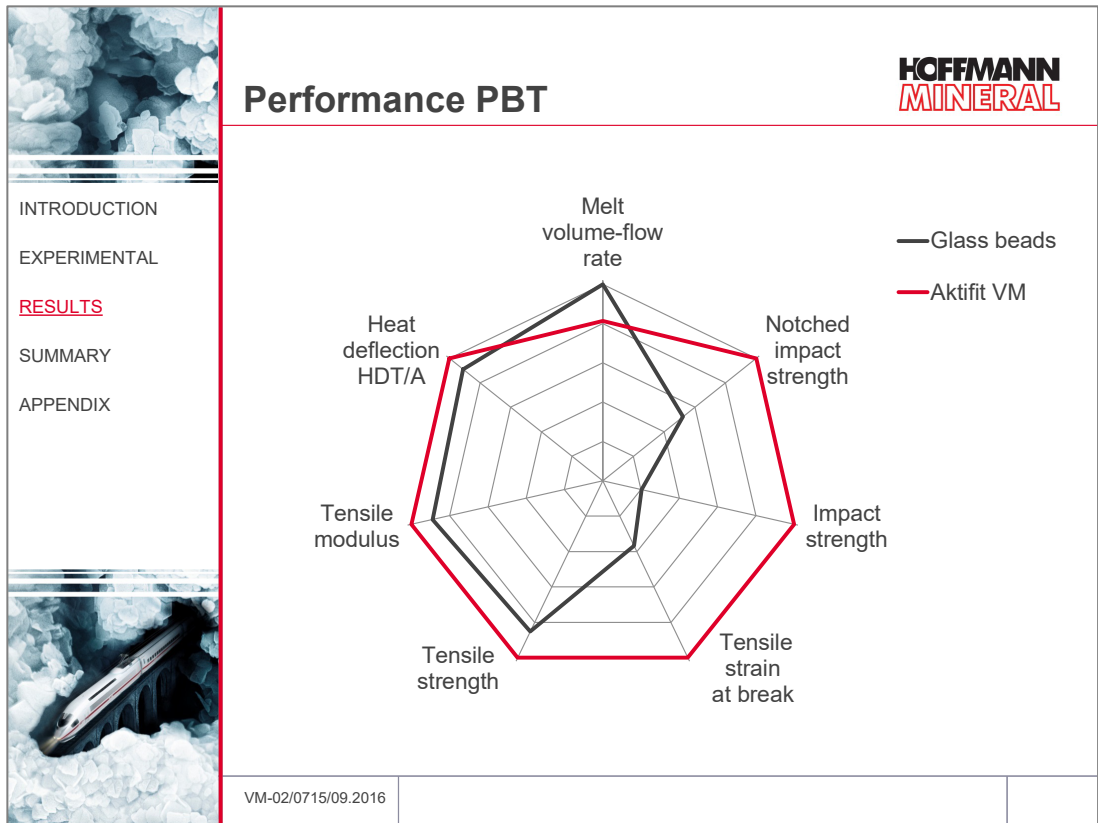 Performance PBT
HOFFMANN
MINERAL
INTRODUCTION
EXPERIMENTAL
RESULTS
SUMMARY
APPENDIX
Melt
volume-flow
rate
Notched
impact
strength
Impact
strength
Tensile
strain
at break
Tensile
strength
Tensile
modulus
Heat
deflection
HDT/A
Glass beads
Aktifit VM
VM-02/0715/09.2016